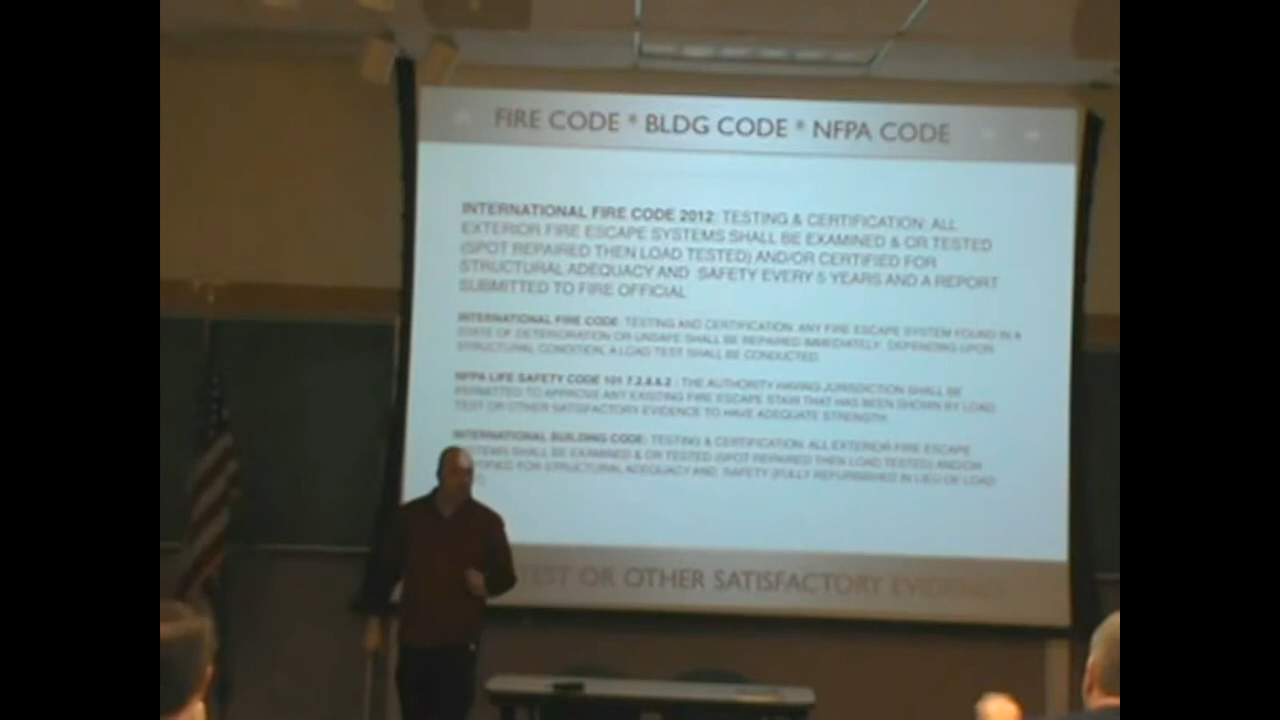 FIRE CODE * BLDG CODE * NFPA CODE
INTERNATIONAL FIRE CODE 2012: TESTING & CERTIFICATION: ALL
EXTERIOR FIRE ESCAPE SYSTEMS SHALL BE EXAMINED & OR TESTED
(SPOT REPAIRED THEN LOAD TESTED) AND/OR CERTIFIED FOR
STRUCTURAL ADEQUACY AND SAFETY EVERY 5 YEARS AND A REPORT
SUBMITTED TO FIRE OFFICIAL
INTERNATIONAL FIRE CODE: TESTING AND CERTIFICATION: ANY FIRE ESCAPE SYSTEM FOUND IN A
STATE OF DETERIORATION OR UNSAFE SHALL BE REPAIRED IMMEDIATELY. DEPENDING UPON
STRUCTURAL CONDITION, A LOAD TEST SHALL BE CONDUCTED.
NFPA LIFE SAFETY CODE 101 7.2.8.6.2 : THE AUTHORITY HAVING JURISDICTION SHALL BE
PERMITTED TO APPROVE ANY EXISTING FIRE ESCAPE STAIR THAT HAS BEEN SHOWN BY LOAD
TEST OR OTHER SATISFACTORY EVIDENCE TO HAVE ADEQUATE STRENGTH.
INTERNATIONAL BUILDING CODE: TESTING & CERTIFICATION: ALL EXTERIOR FIRE ESCAPE
SHALL BE EXAMINED & OR TESTED (SPOT REPAIRED THEN LOAD TESTED) AND/OR
FOR STRUCTURAL ADEQUACY AND SAFETY (FULLY REFURBISHED IN LIEU OF LOAD
TEST OR OTHER SATISFACTORY EVIDENCE